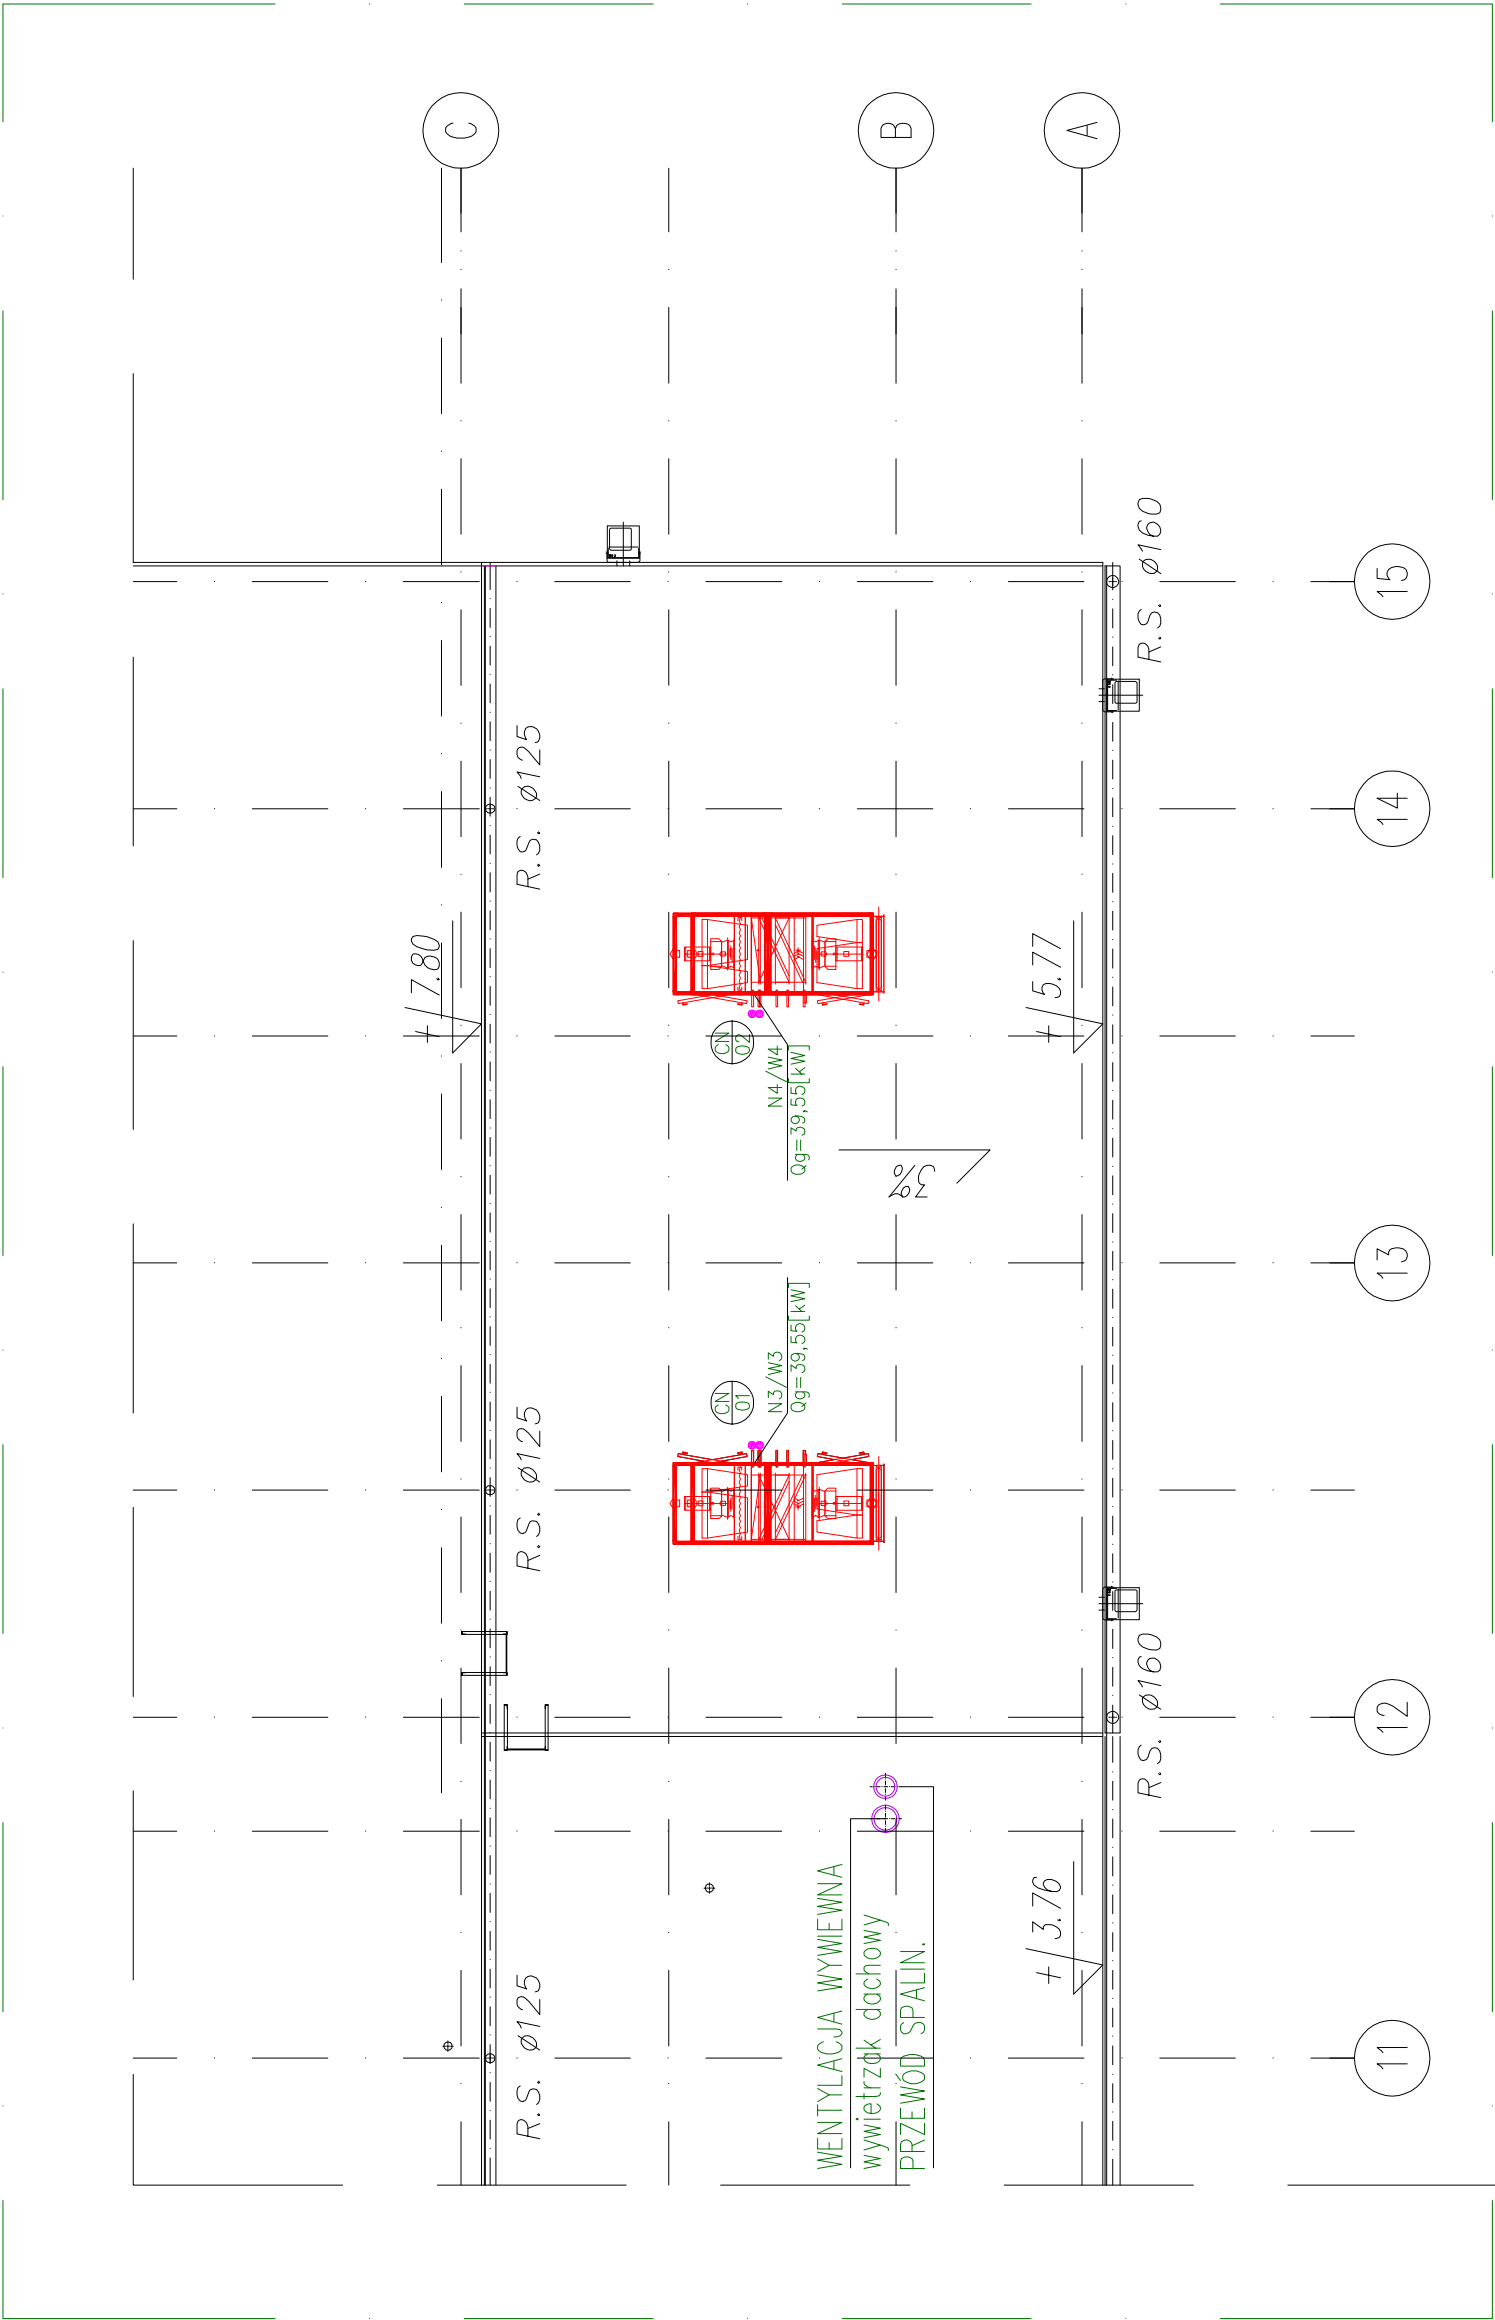 C
B
A
+7.80
R.S. ø125
R.S. ø125
R.S. ø125
CN
01
N3/W3
Qg=39,55[kW]
CN
02
N4/W4
Qg=39,55[kW]
3%
WENTYLACJA WYWIEWNA
wywietrzak dachowy
PRZEWÓD SPALIN.
+3.76
+5.77
R.S. ø160
R.S. ø160
11
12
13
14
15